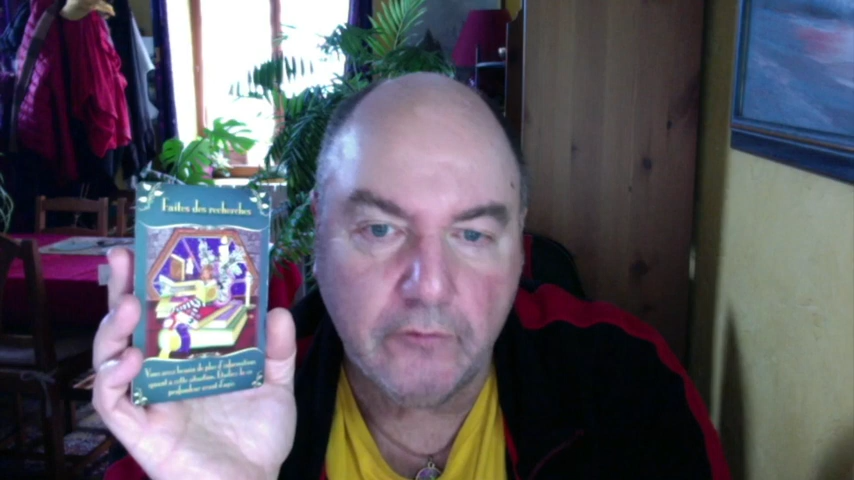 Faites des recherches
Vous avez besoin de plus d'informations
quant à cette situation. Étudiez-la en
profondeur avant d'agir.